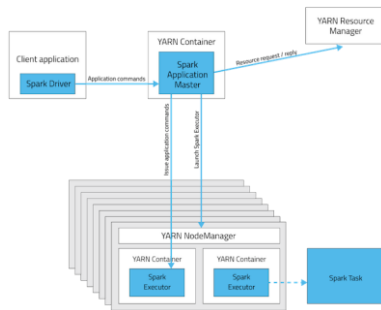 YARN Resource
Manager
YARN Container
Client application
Spark
Application
Master
Spark Driver
Application commands
Resource request / reply
Issue application commands
Launch Spark Executor
YARN NodeManager
YARN Container
YARN Container
Spark
Executor
Spark
Executor
Spark Task